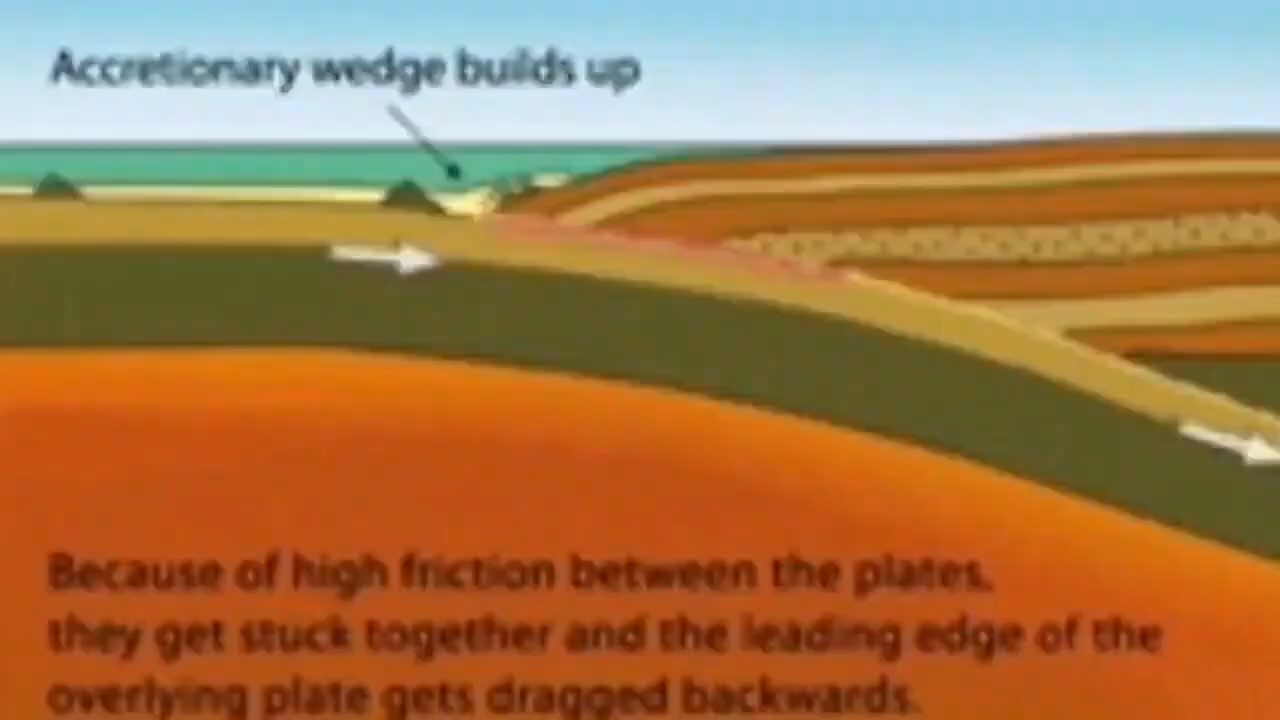 Accretionary wedge builds up
Because of high friction between the plates,
they get stuck together and the leading edge of the
overlying plate gets dragged backwards.